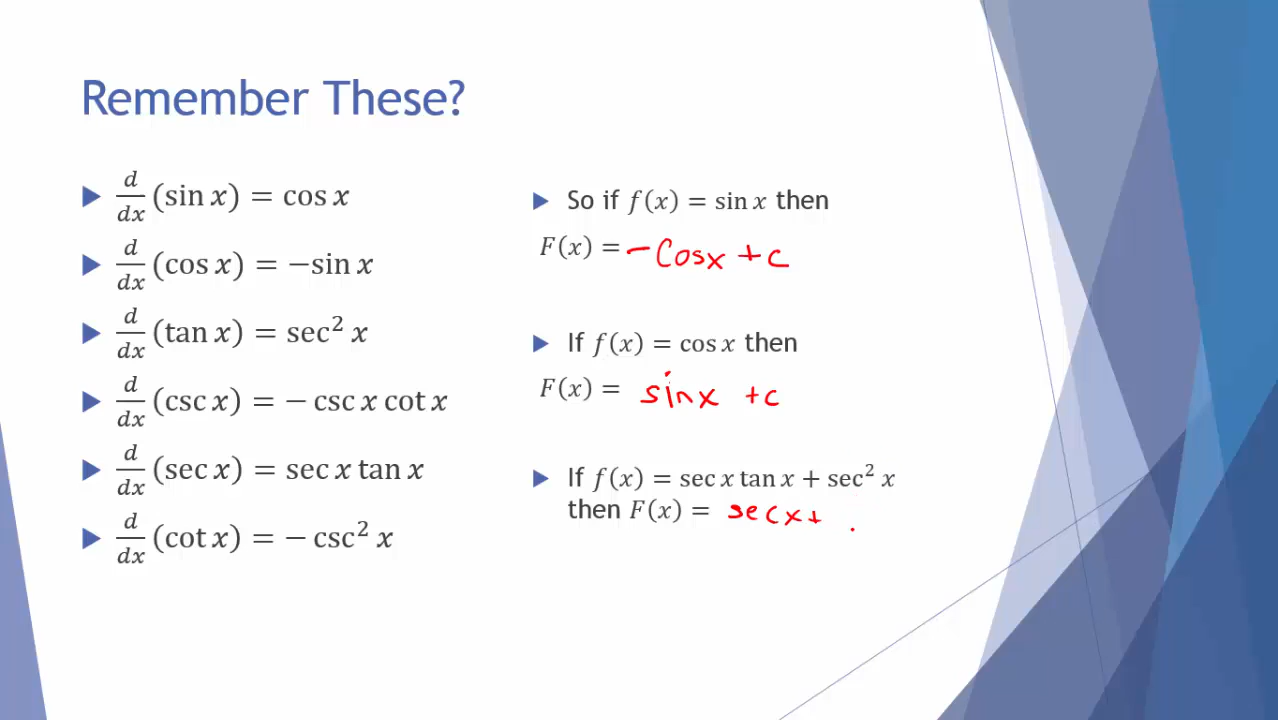 Remember These?
d/dx (sin x) = cos x
d/dx (cos x) = −sin x
d/dx (tan x) = sec² x
d/dx (csc x) = − csc x cot x
d/dx (sec x) = sec x tan x
d/dx (cot x) = − csc² x
So if f(x) = sin x then
F(x) = −cosx + c
If f(x) = cos x then
F(x) = sinx + c
If f(x) = sec x tan x + sec² x
then F(x) = secx+